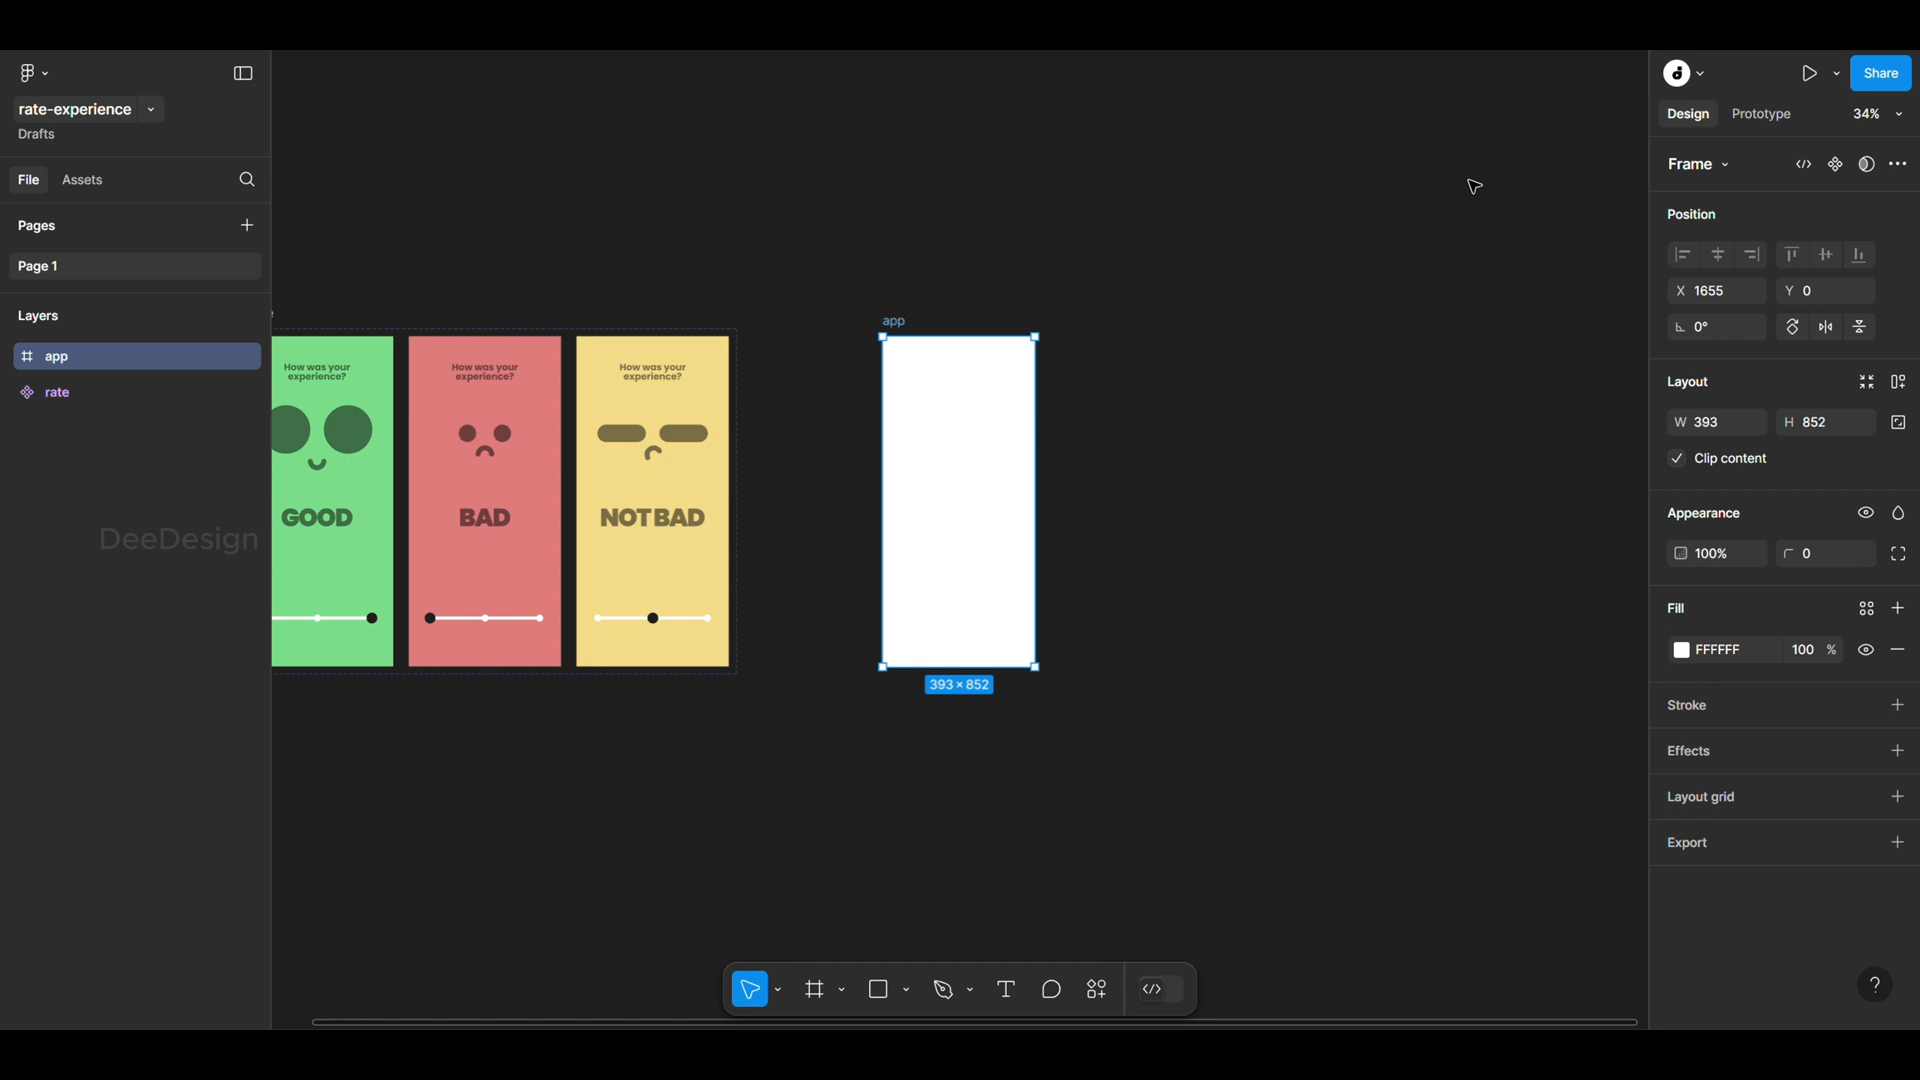 rate-experience
Drafts
File
Assets
Pages
Page 1
Layers
app
rate
DeeDesign
How was your
experience?
GOOD
How was your
experience?
BAD
How was your
experience?
NOT BAD
app
393 × 852
Share
Design
Prototype
34%
Frame
Position
X 1655
Y 0
0°
Layout
W 393
H 852
Clip content
Appearance
100%
0
Fill
FFFFFF
100 %
Stroke
Effects
Layout grid
Export
?